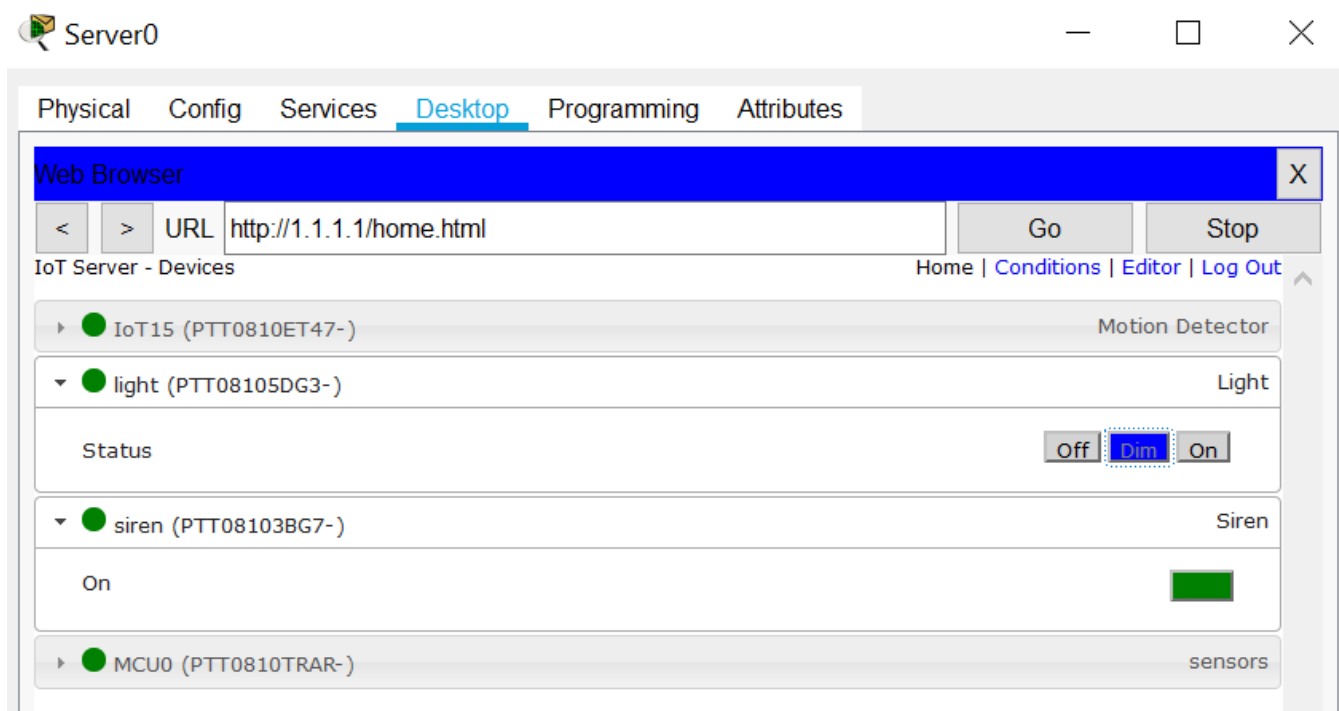 Server0
Physical Config Services Desktop Programming Attributes
Web Browser X
< > URL http://1.1.1.1/home.html Go Stop
IoT Server - Devices Home | Conditions | Editor | Log Out
IoT15 (PTT0810ET47-) Motion Detector
light (PTT08105DG3-) Light
Status Off Dim On
siren (PTT08103BG7-) Siren
On
MCU0 (PTT0810TRAR-) sensors